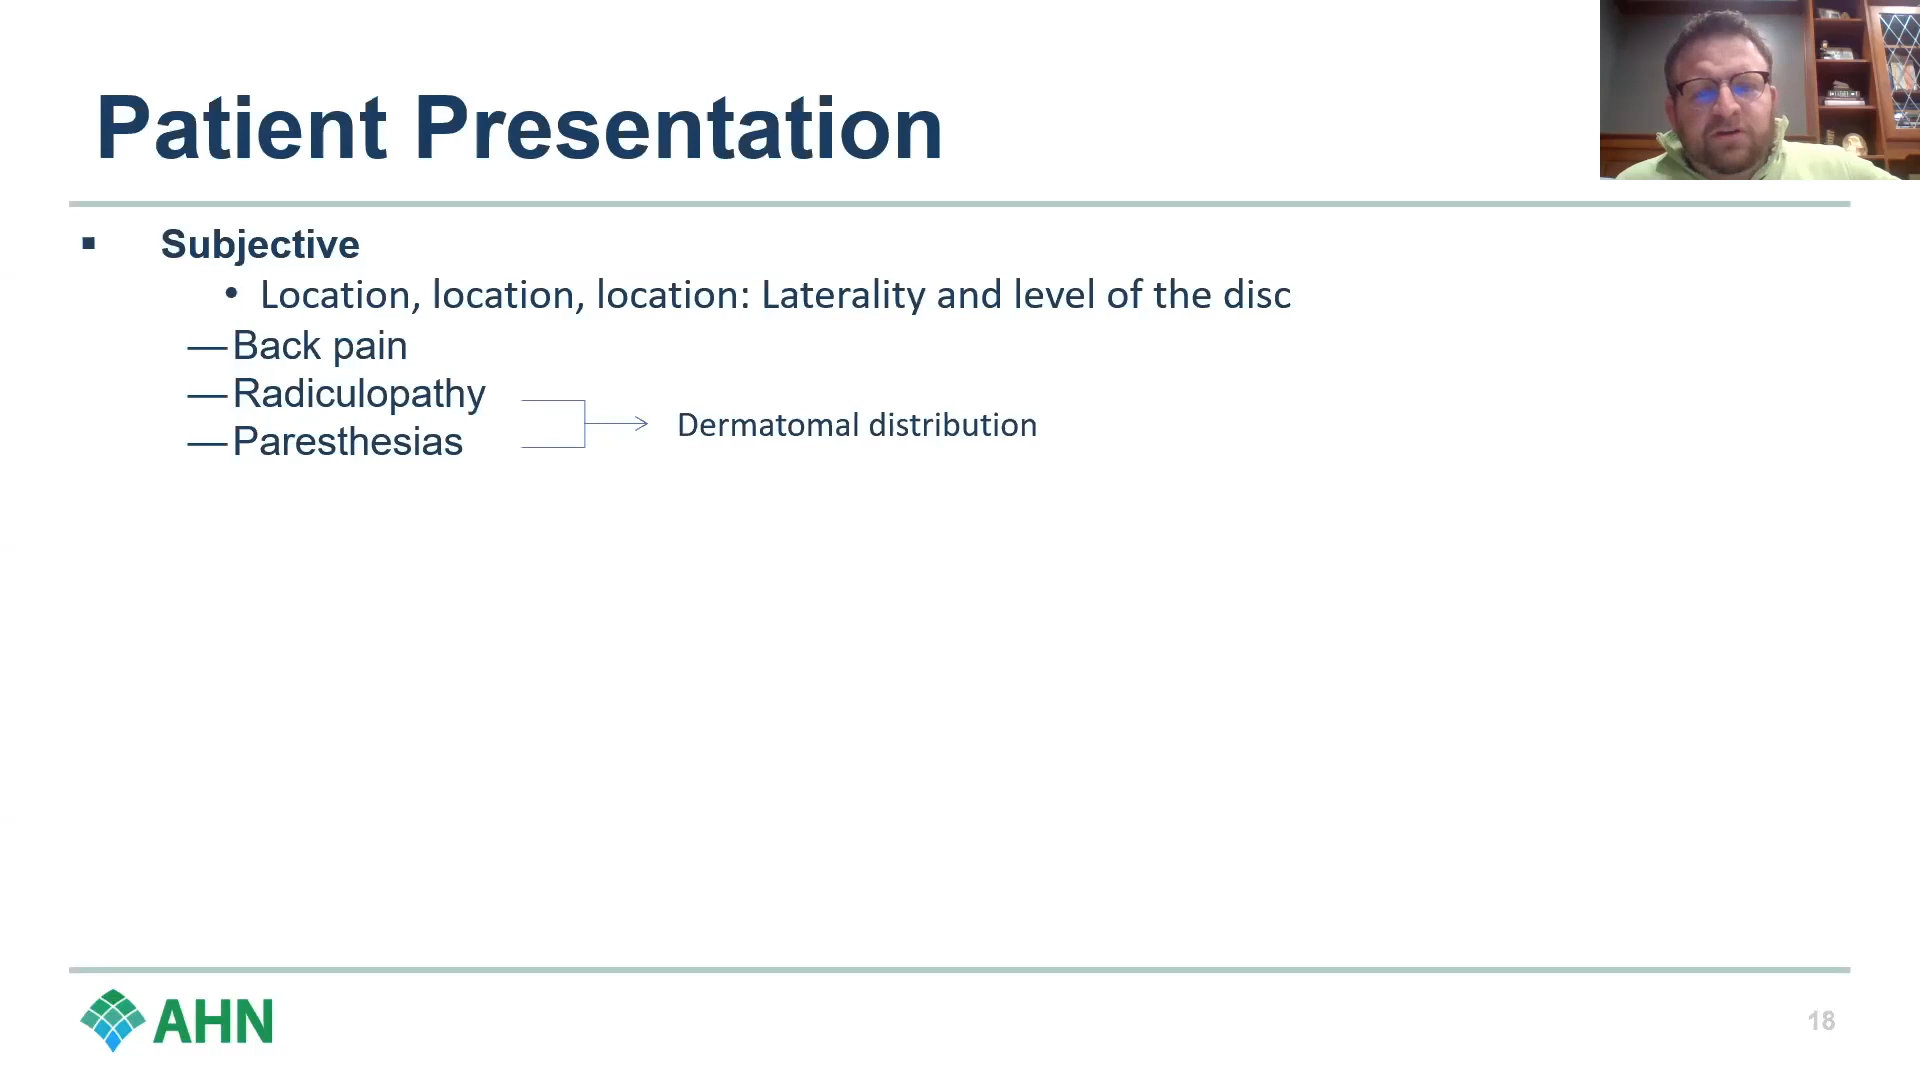 Patient Presentation
▪ Subjective
• Location, location, location: Laterality and level of the disc
—Back pain
—Radiculopathy
—Paresthesias
Dermatomal distribution
AHN
18